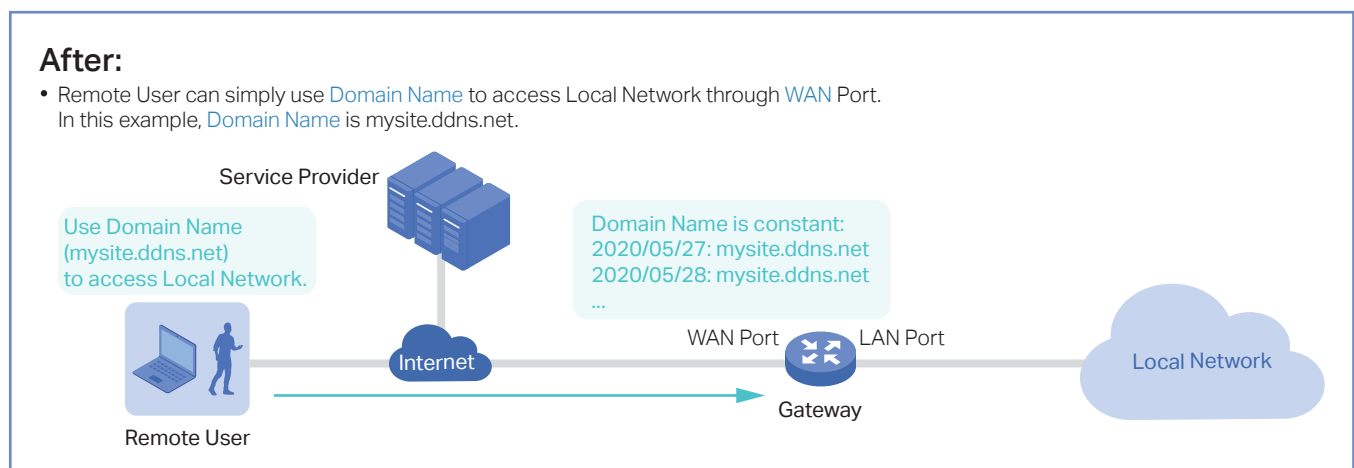 After:
• Remote User can simply use Domain Name to access Local Network through WAN Port.
In this example, Domain Name is mysite.ddns.net.
Service Provider
Use Domain Name
(mysite.ddns.net)
to access Local Network.
Domain Name is constant:
2020/05/27: mysite.ddns.net
2020/05/28: mysite.ddns.net
...
WAN Port
LAN Port
Internet
Local Network
Gateway
Remote User